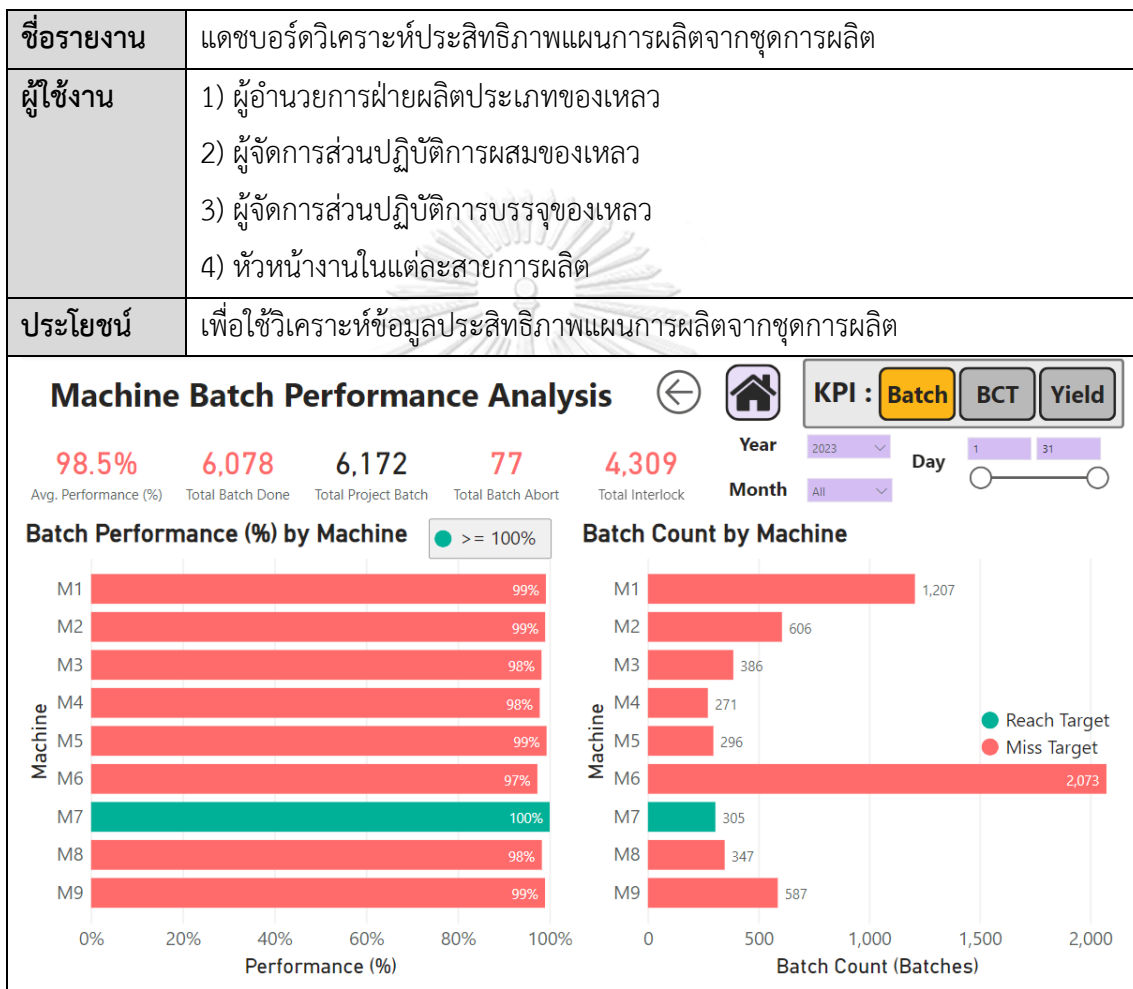 ชื่อรายงาน แดชบอร์ดวิเคราะห์ประสิทธิภาพแผนการผลิตจากชุดการผลิต
ผู้ใช้งาน 1) ผู้อำนวยการฝ่ายผลิตประเภทของเหลว
2) ผู้จัดการส่วนปฏิบัติการผสมของเหลว
3) ผู้จัดการส่วนปฏิบัติการบรรจุของเหลว
4) หัวหน้างานในแต่ละสายการผลิต
ประโยชน์ เพื่อใช้วิเคราะห์ข้อมูลประสิทธิภาพแผนการผลิตจากชุดการผลิต
Machine Batch Performance Analysis
KPI : Batch BCT Yield
98.5% 6,078 6,172 77 4,309
Avg. Performance (%) Total Batch Done Total Project Batch Total Batch Abort Total Interlock
Year 2023 Day 1 31
Month All
Batch Performance (%) by Machine >= 100%
M1 99%
M2 99%
M3 98%
M4 98%
M5 99%
M6 97%
M7 100%
M8 98%
M9 99%
Machine
0% 20% 40% 60% 80% 100%
Performance (%)
Batch Count by Machine
M1 1,207
M2 606
M3 386
M4 271
M5 296
M6 2,073
M7 305
M8 347
M9 587
Machine
Reach Target
Miss Target
0 500 1,000 1,500 2,000
Batch Count (Batches)